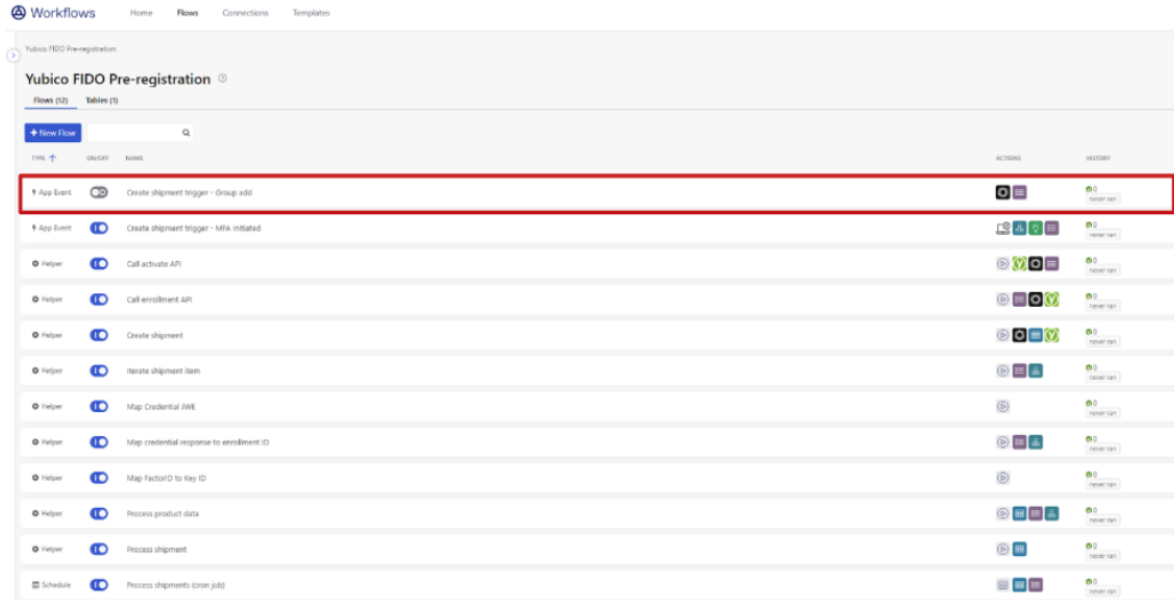 Workflows Home Flows Connections Templates
Yubico FIDO Pre-registration
Yubico FIDO Pre-registration
Flows (12) Tables (1)
+ New Flow
TYPE ↑ ON/OFF NAME ACTIONS HISTORY
App Event Create shipment trigger - Group add 0
never ran
App Event Create shipment trigger - MFA Initiated 0
never ran
Helper Call activate API 0
never ran
Helper Call enrollment API 0
never ran
Helper Create shipment 0
never ran
Helper Iterate shipment item 0
never ran
Helper Map Credential JWE 0
never ran
Helper Map credential response to enrollment ID 0
never ran
Helper Map FactorID to Key ID 0
never ran
Helper Process product data 0
never ran
Helper Process shipment 0
never ran
Schedule Process shipments (cron job) 0
never ran